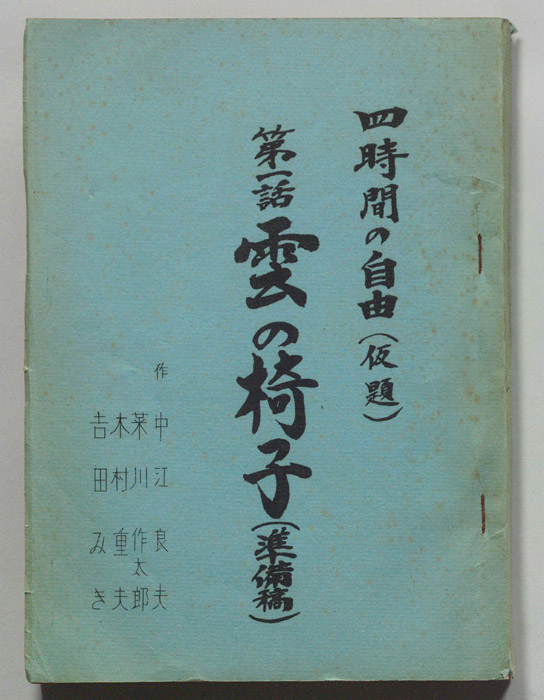 四時間の自由(仮題)
第一話 雲の椅子(準備稿)
作
中江良夫
菜川作太郎
木村重夫
吉田みき